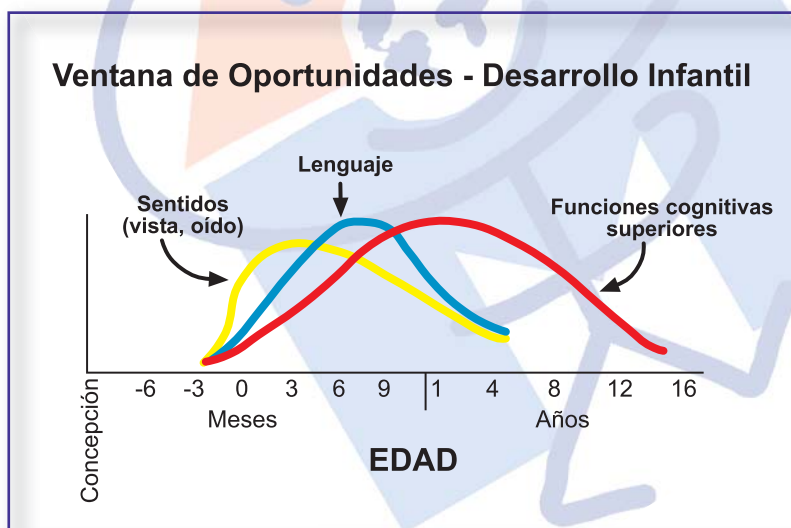 Ventana de Oportunidades - Desarrollo Infantil
Lenguaje
Sentidos
(vista, oído)
Funciones cognitivas
superiores
Concepción
-6 -3 0 3 6 9 1 4 8 12 16
Meses Años
EDAD